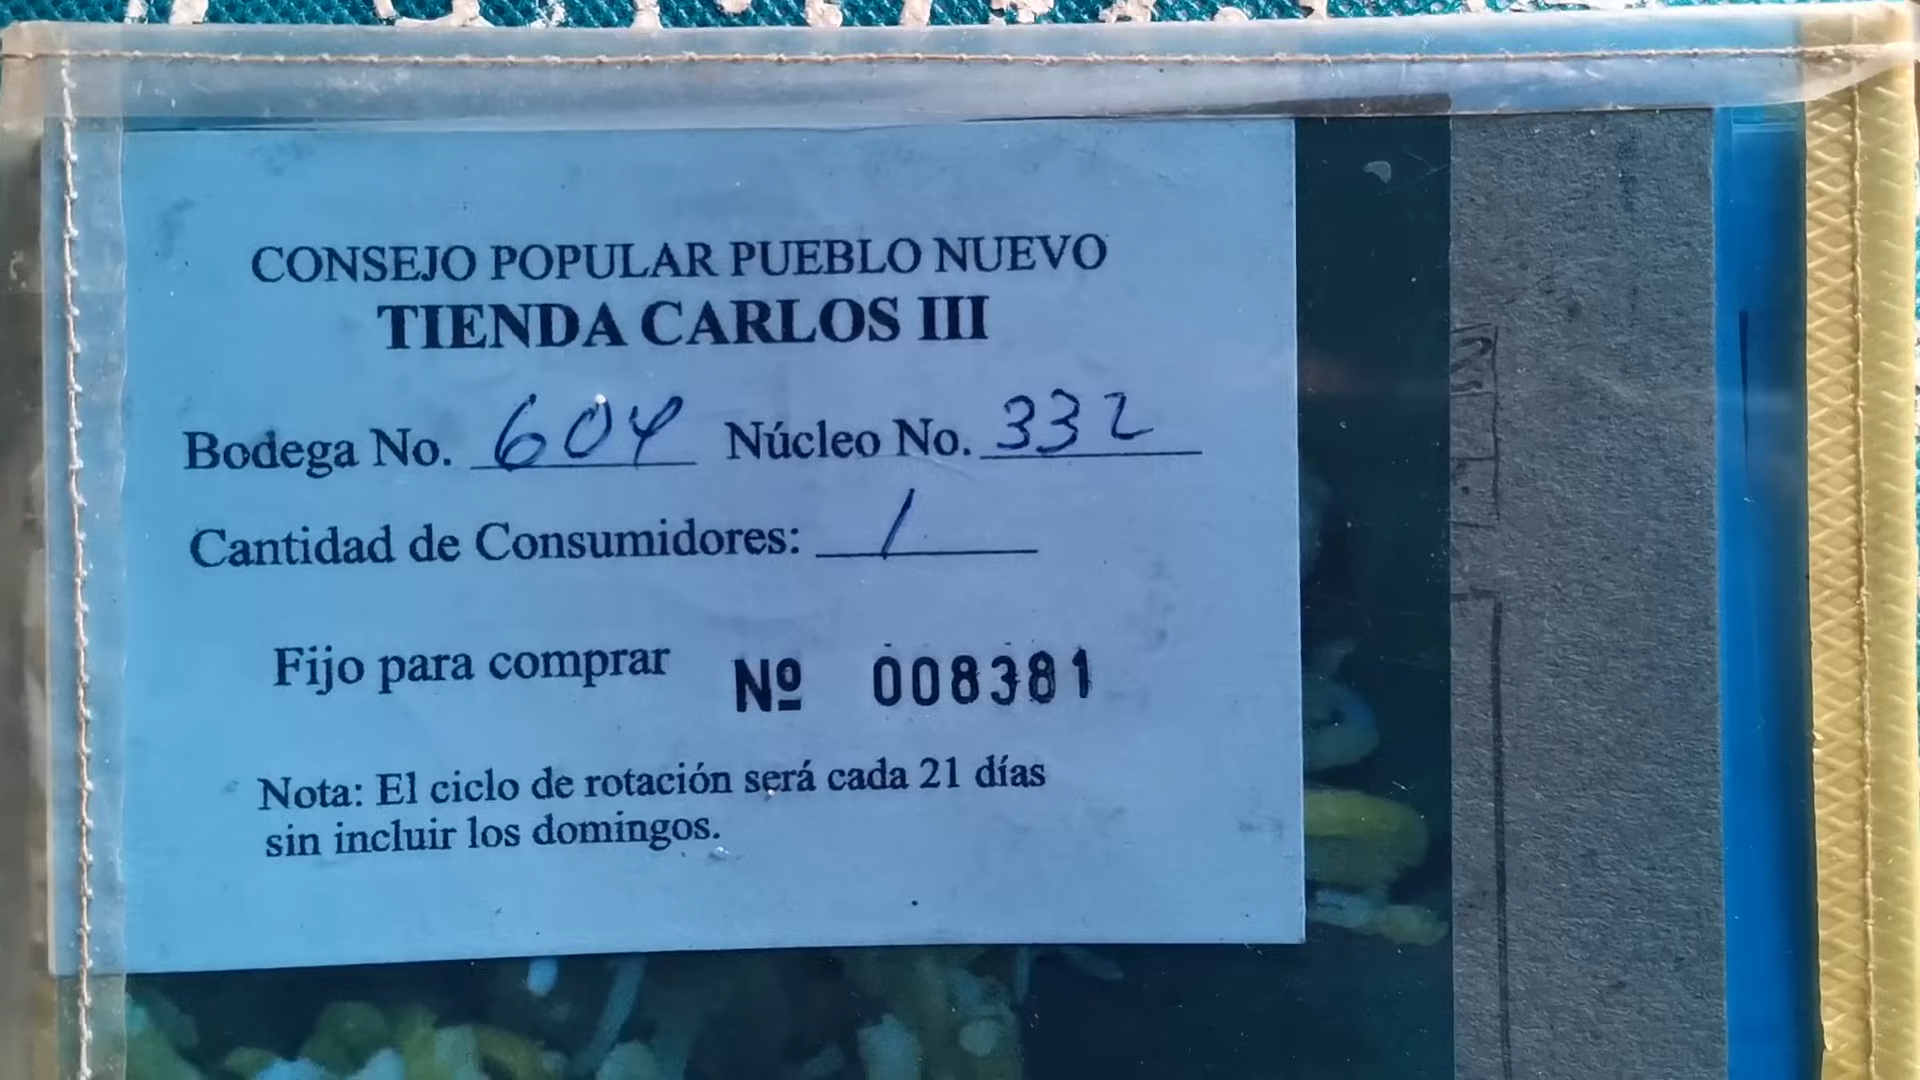 CONSEJO POPULAR PUEBLO NUEVO
TIENDA CARLOS III
Bodega No. 604 Núcleo No. 332
Cantidad de Consumidores: 1
Fijo para comprar Nº 008381
Nota: El ciclo de rotación será cada 21 días
sin incluir los domingos.